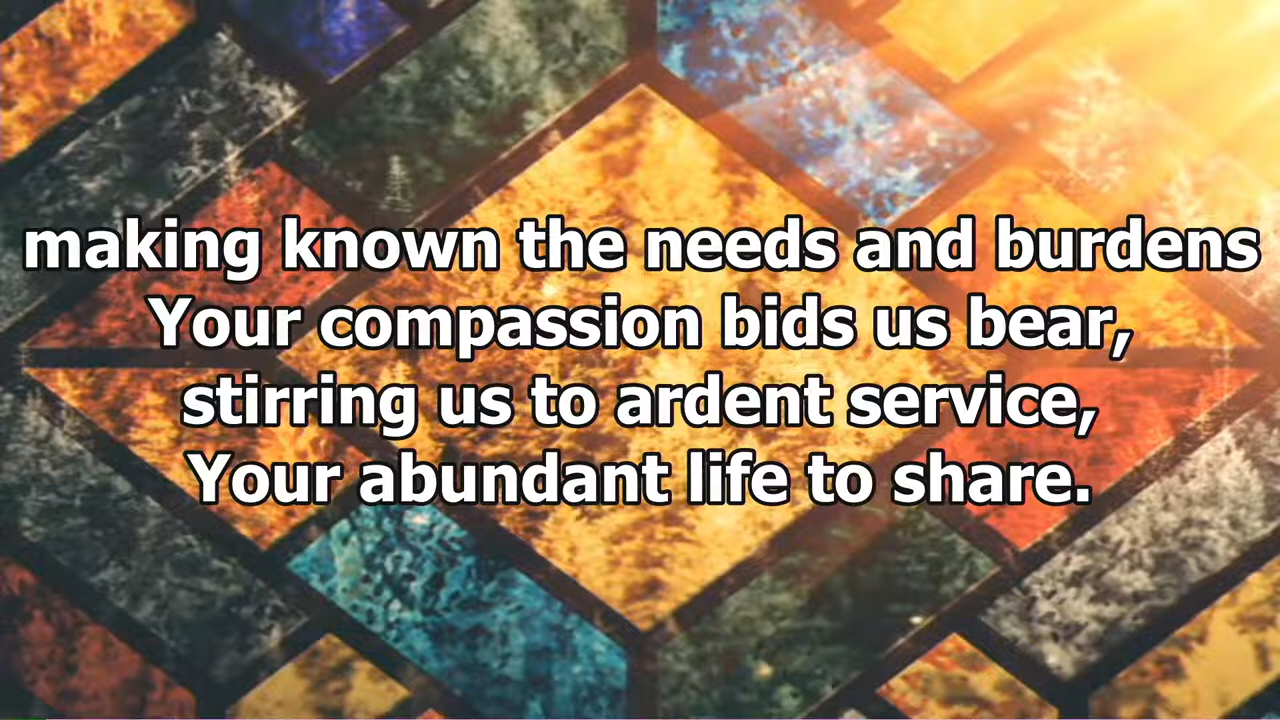 making known the needs and burdens
Your compassion bids us bear,
stirring us to ardent service,
Your abundant life to share.